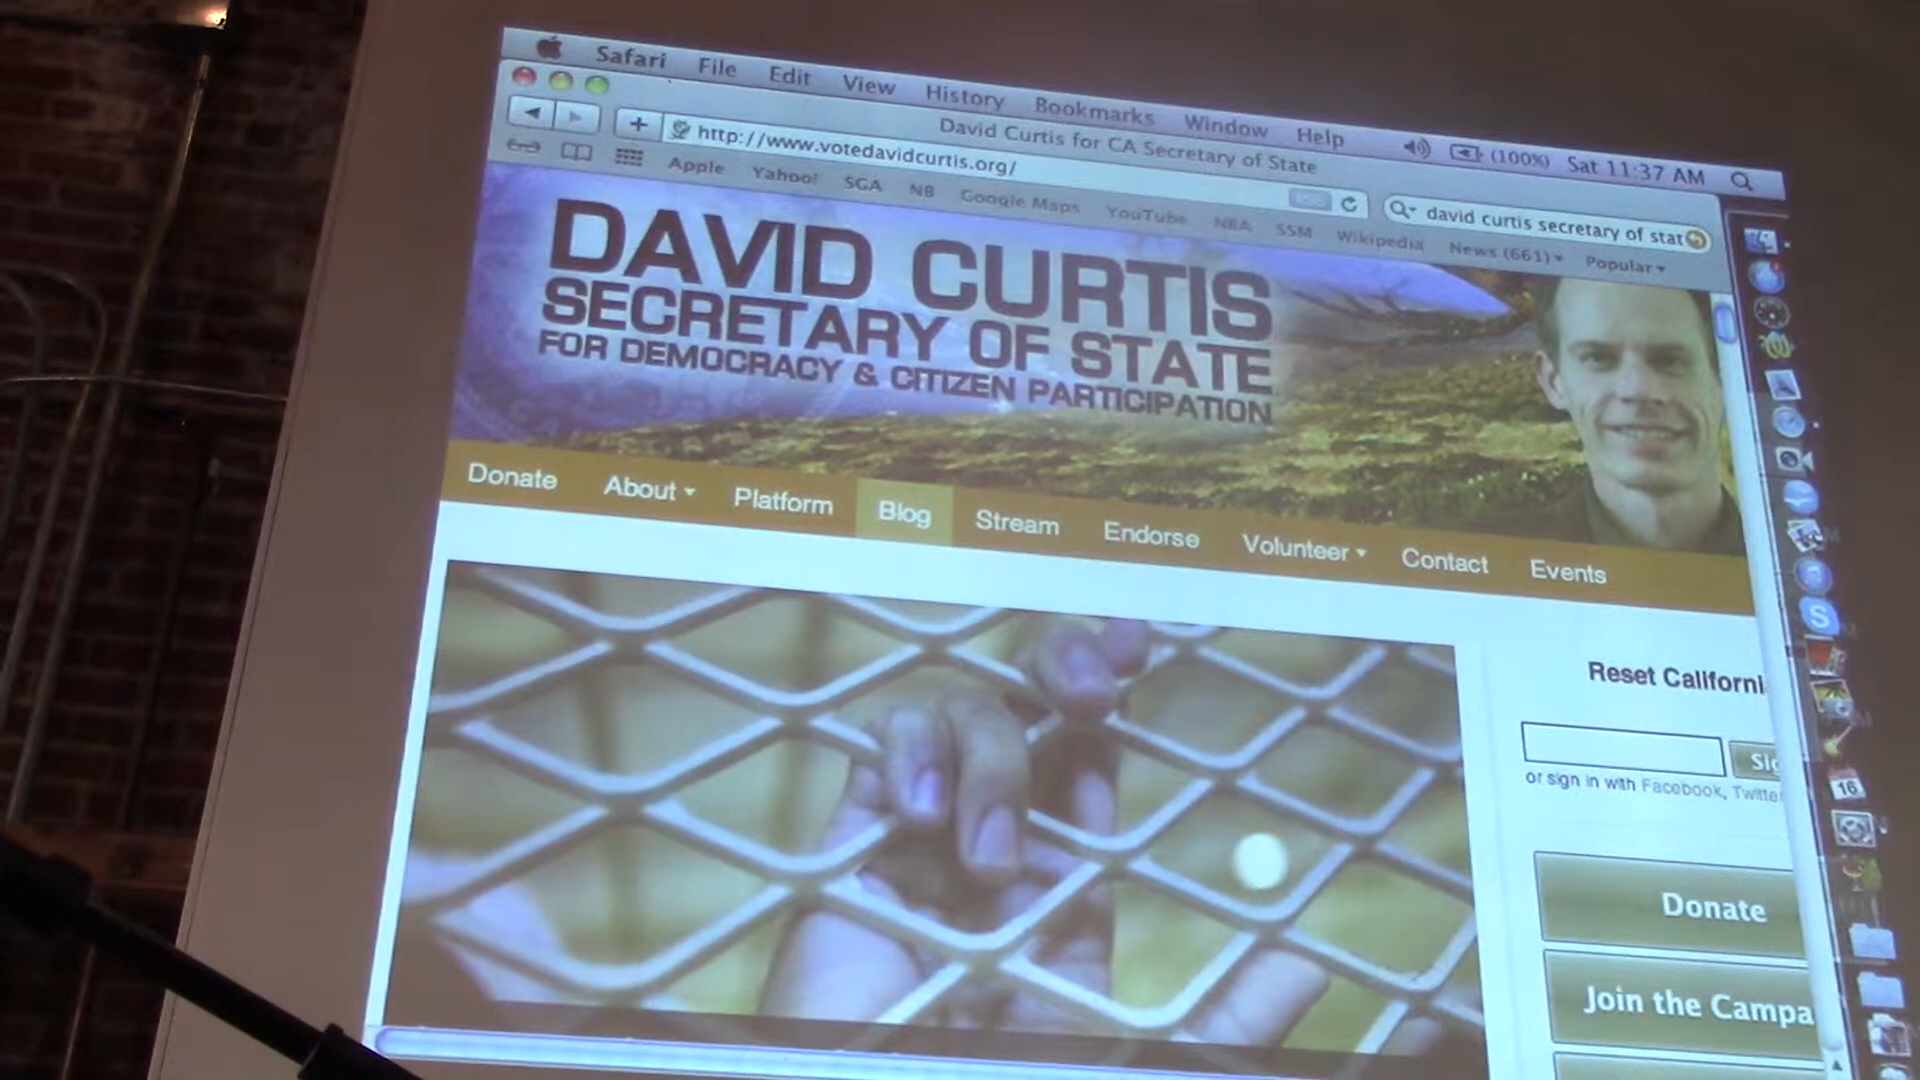 Safari File Edit View History Bookmarks Window Help (100%) Sat 11:37 AM
David Curtis for CA Secretary of State
http://www.votedavidcurtis.org/
david curtis secretary of stat
Apple Yahoo! SGA NB Google Maps YouTube NBA SSM Wikipedia News (661) Popular
DAVID CURTIS
SECRETARY OF STATE
FOR DEMOCRACY & CITIZEN PARTICIPATION
Donate About Platform Blog Stream Endorse Volunteer Contact Events
Reset Californi
Sig
or sign in with Facebook, Twitter
16
Donate
Join the Campa